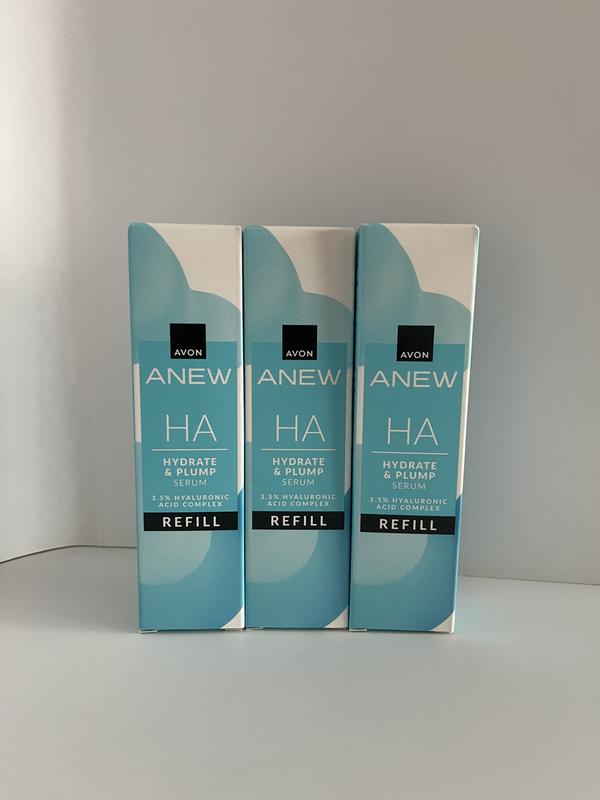 AVON
ANEW
HA
HYDRATE
& PLUMP
SERUM
3.5% HYALURONIC
ACID COMPLEX
REFILL
AVON
ANEW
HA
HYDRATE
& PLUMP
SERUM
3.5% HYALURONIC
ACID COMPLEX
REFILL
AVON
ANEW
HA
HYDRATE
& PLUMP
SERUM
3.5% HYALURONIC
ACID COMPLEX
REFILL